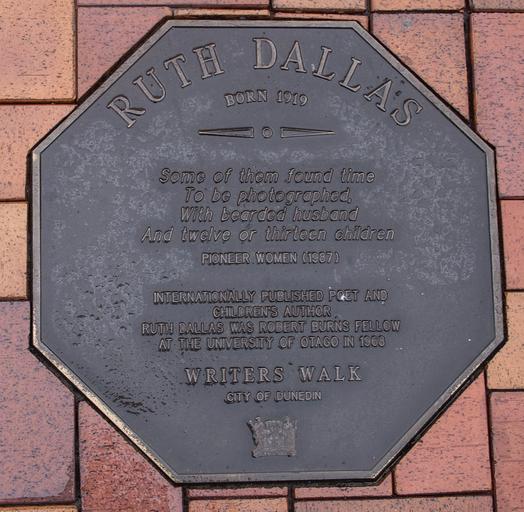 RUTH DALLAS
BORN 1919
Some of them found time
To be photographed,
With bearded husband
And twelve or thirteen children
PIONEER WOMEN (1987)
INTERNATIONALLY PUBLISHED POET AND
CHILDREN'S AUTHOR
RUTH DALLAS WAS ROBERT BURNS FELLOW
AT THE UNIVERSITY OF OTAGO IN 1968
WRITERS WALK
CITY OF DUNEDIN